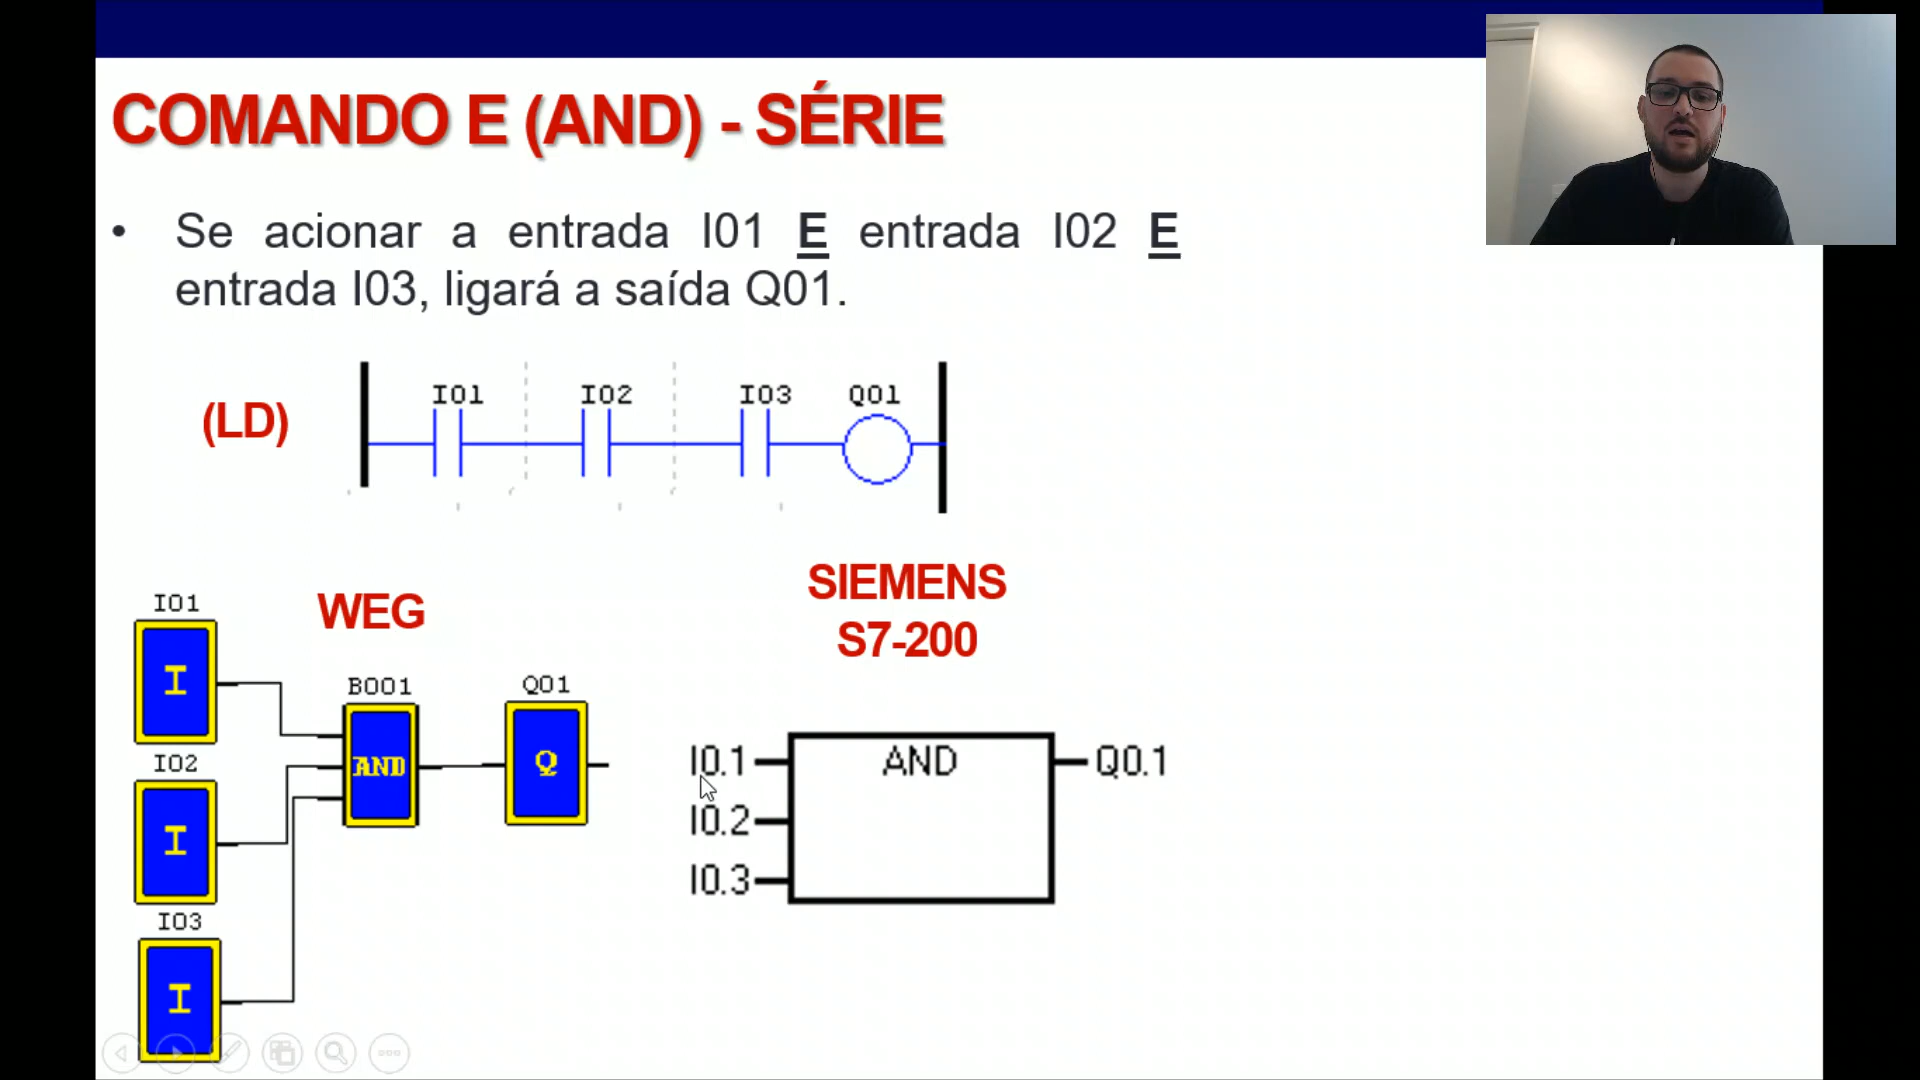 COMANDO E (AND) - SÉRIE
• Se acionar a entrada I01 E entrada I02 E
entrada I03, ligará a saída Q01.
(LD)
I01 I02 I03 Q01
WEG
I01
I
I02
I
I03
I
B001
AND
Q01
Q
SIEMENS
S7-200
I0.1
I0.2
I0.3
AND
Q0.1